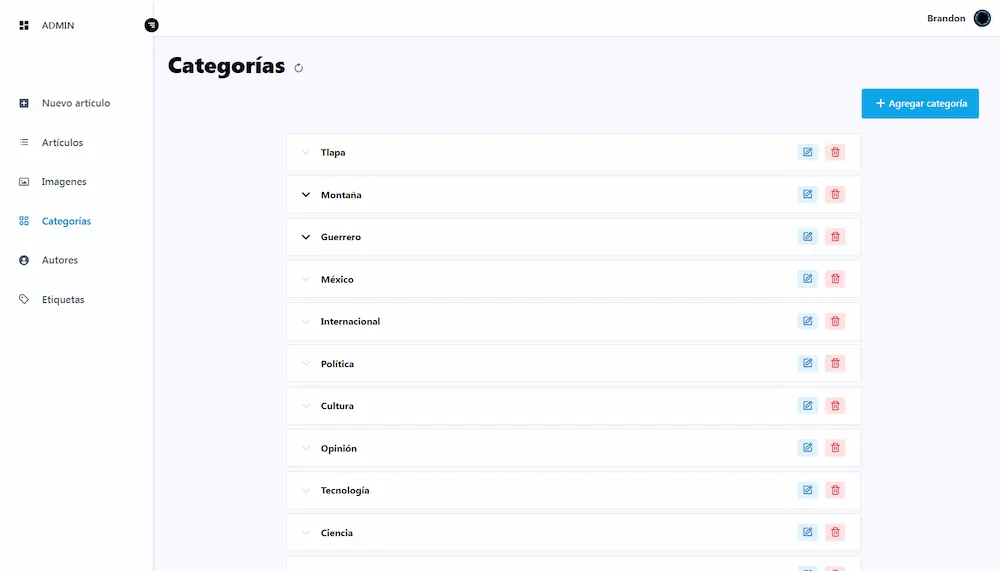 ADMIN
Brandon
Nuevo artículo
Artículos
Imagenes
Categorías
Autores
Etiquetas
Categorías
Agregar categoría
Tlapa
Montaña
Guerrero
México
Internacional
Política
Cultura
Opinión
Tecnología
Ciencia